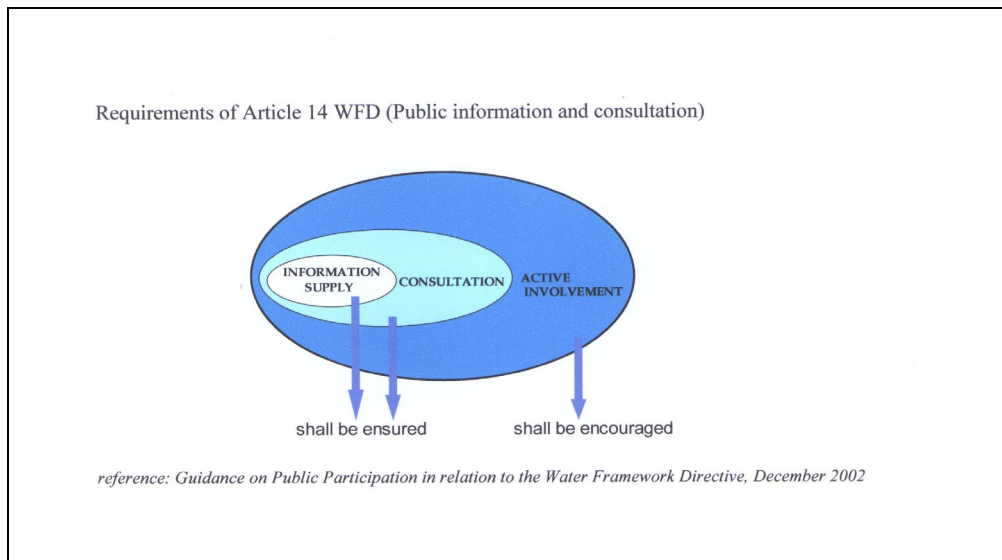 Requirements of Article 14 WFD (Public information and consultation)
INFORMATION
SUPPLY
CONSULTATION
ACTIVE
INVOLVEMENT
shall be ensured
shall be encouraged
reference: Guidance on Public Participation in relation to the Water Framework Directive, December 2002